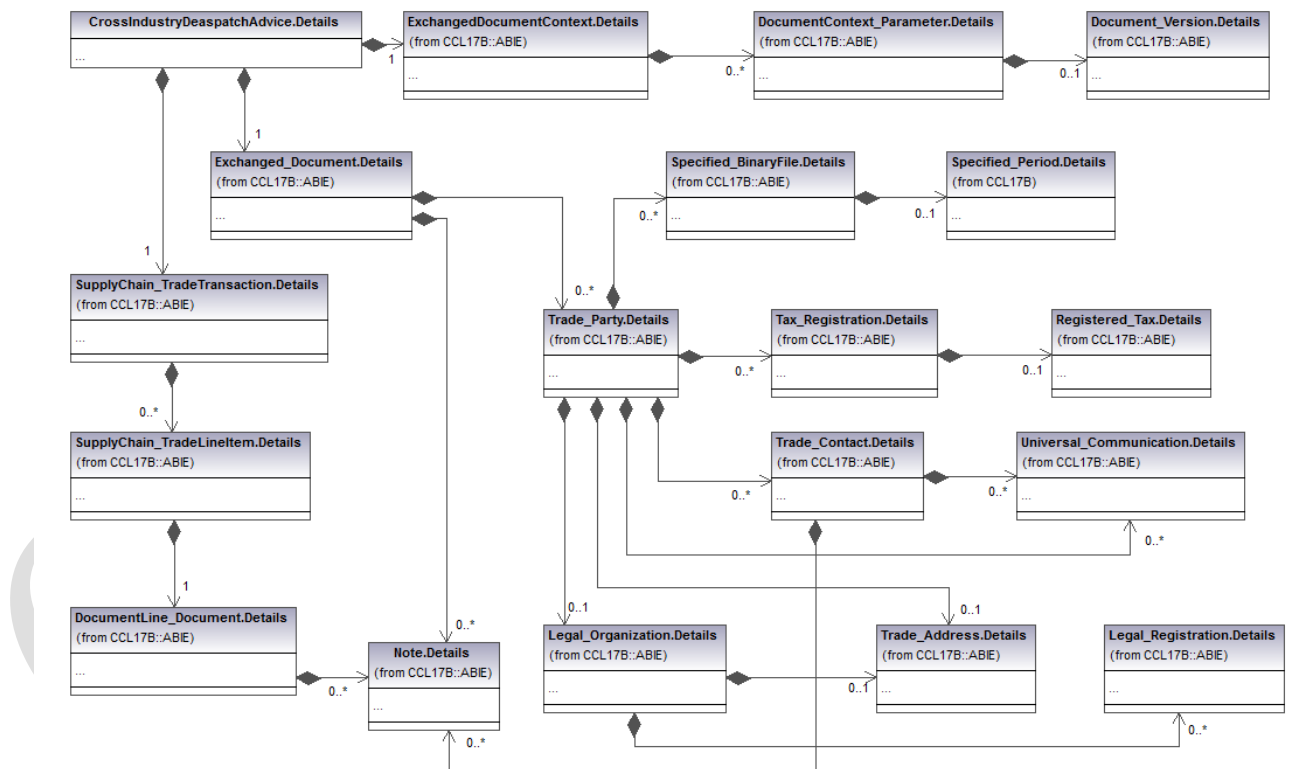 CrossIndustryDeaspatchAdvice.Details
...
1
ExchangedDocumentContext.Details
(from CCL17B::ABIE)
...
0..*
DocumentContext_Parameter.Details
(from CCL17B::ABIE)
...
0..1
Document_Version.Details
(from CCL17B::ABIE)
...
1
Exchanged_Document.Details
(from CCL17B::ABIE)
...
Specified_BinaryFile.Details
(from CCL17B::ABIE)
...
0..*
0..1
Specified_Period.Details
(from CCL17B)
...
1
SupplyChain_TradeTransaction.Details
(from CCL17B::ABIE)
...
0..*
Trade_Party.Details
(from CCL17B::ABIE)
...
0..*
Tax_Registration.Details
(from CCL17B::ABIE)
...
0..1
Registered_Tax.Details
(from CCL17B::ABIE)
...
0..*
SupplyChain_TradeLineItem.Details
(from CCL17B::ABIE)
...
0..*
Trade_Contact.Details
(from CCL17B::ABIE)
...
0..*
Universal_Communication.Details
(from CCL17B::ABIE)
...
0..*
1
DocumentLine_Document.Details
(from CCL17B::ABIE)
...
0..*
0..*
Note.Details
(from CCL17B::ABIE)
...
0..*
0..1
Legal_Organization.Details
(from CCL17B::ABIE)
...
0..1
0..1
Trade_Address.Details
(from CCL17B::ABIE)
...
Legal_Registration.Details
(from CCL17B::ABIE)
...
0..*